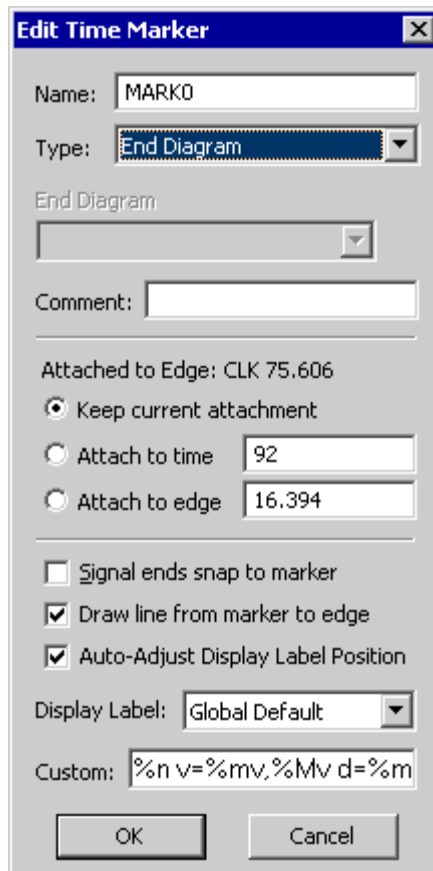 Edit Time Marker
Name: MARK0
Type: End Diagram
End Diagram
Comment:
Attached to Edge: CLK 75.606
Keep current attachment
Attach to time 92
Attach to edge 16.394
Signal ends snap to marker
Draw line from marker to edge
Auto-Adjust Display Label Position
Display Label: Global Default
Custom: %n v=%mv,%Mv d=%m
OK Cancel